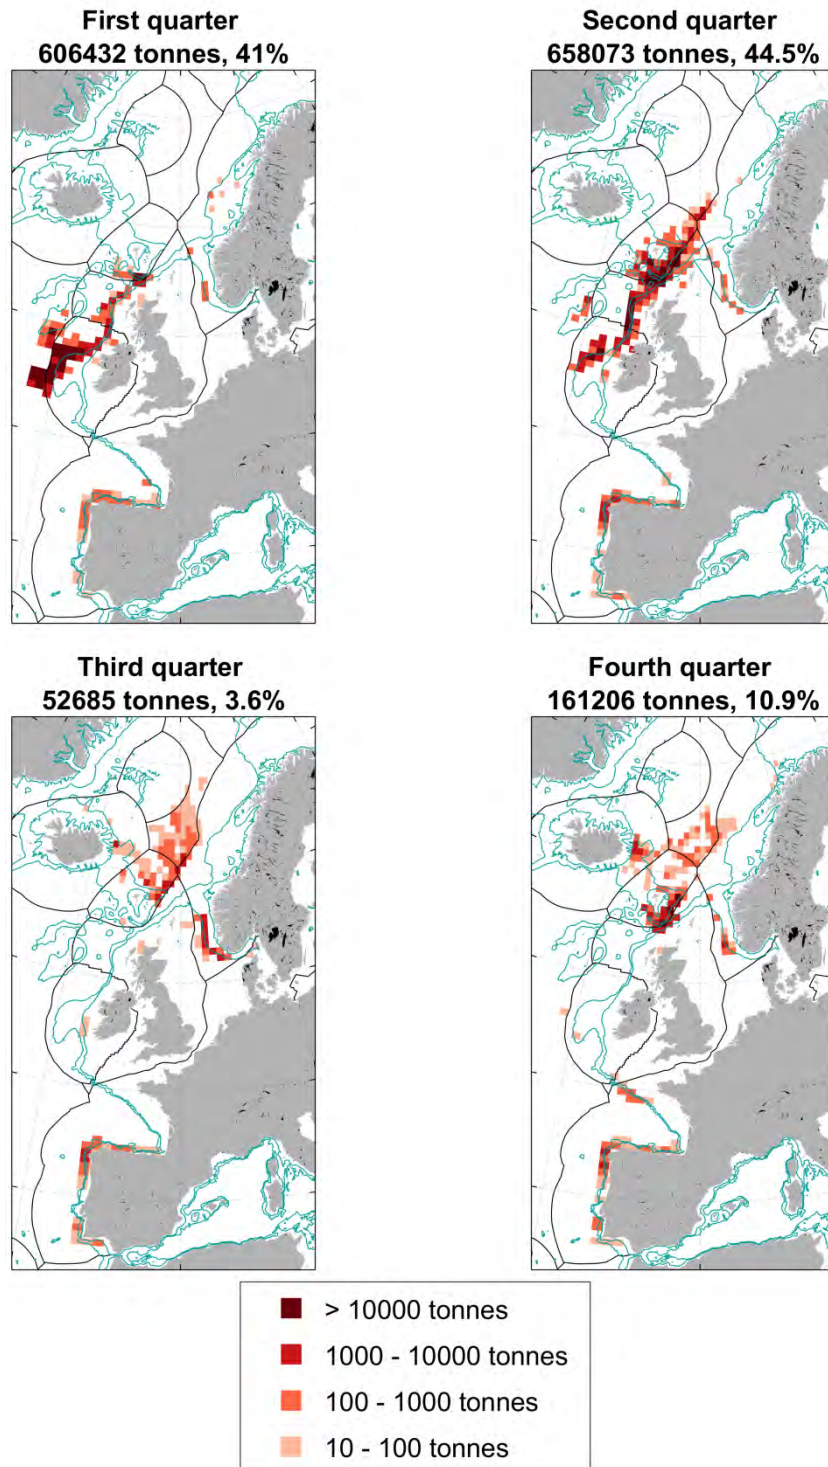 First quarter
606432 tonnes, 41%
Second quarter
658073 tonnes, 44.5%
Third quarter
52685 tonnes, 3.6%
Fourth quarter
161206 tonnes, 10.9%
> 10000 tonnes
1000 - 10000 tonnes
100 - 1000 tonnes
10 - 100 tonnes